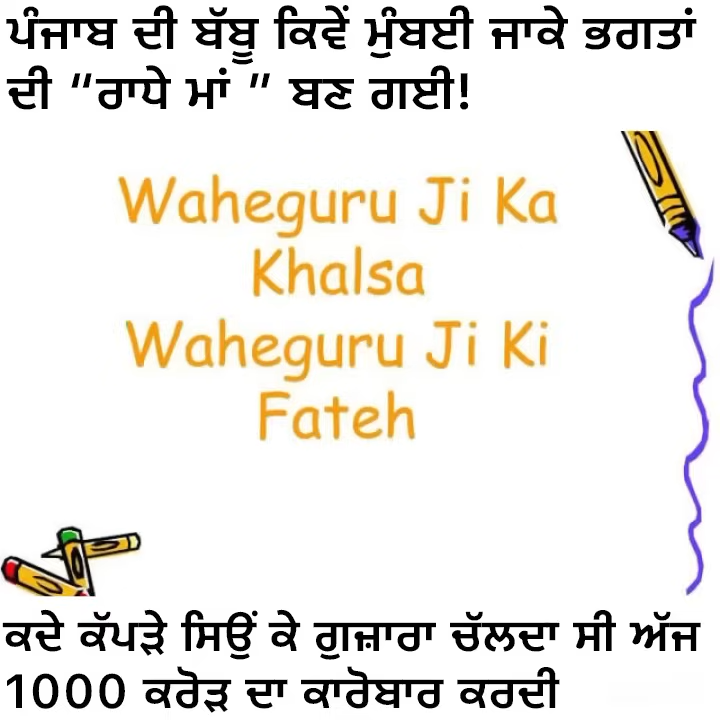 ਪੰਜਾਬ ਦੀ ਬੱਬੂ ਕਿਵੇਂ ਮੁੰਬਈ ਜਾਕੇ ਭਗਤਾਂ
ਦੀ “ਰਾਧੇ ਮਾਂ ” ਬਣ ਗਈ!
Waheguru Ji Ka
Khalsa
Waheguru Ji Ki
Fateh
ਕਦੇ ਕੱਪੜੇ ਸਿਉਂ ਕੇ ਗੁਜ਼ਾਰਾ ਚੱਲਦਾ ਸੀ ਅੱਜ
1000 ਕਰੋੜ ਦਾ ਕਾਰੋਬਾਰ ਕਰਦੀ